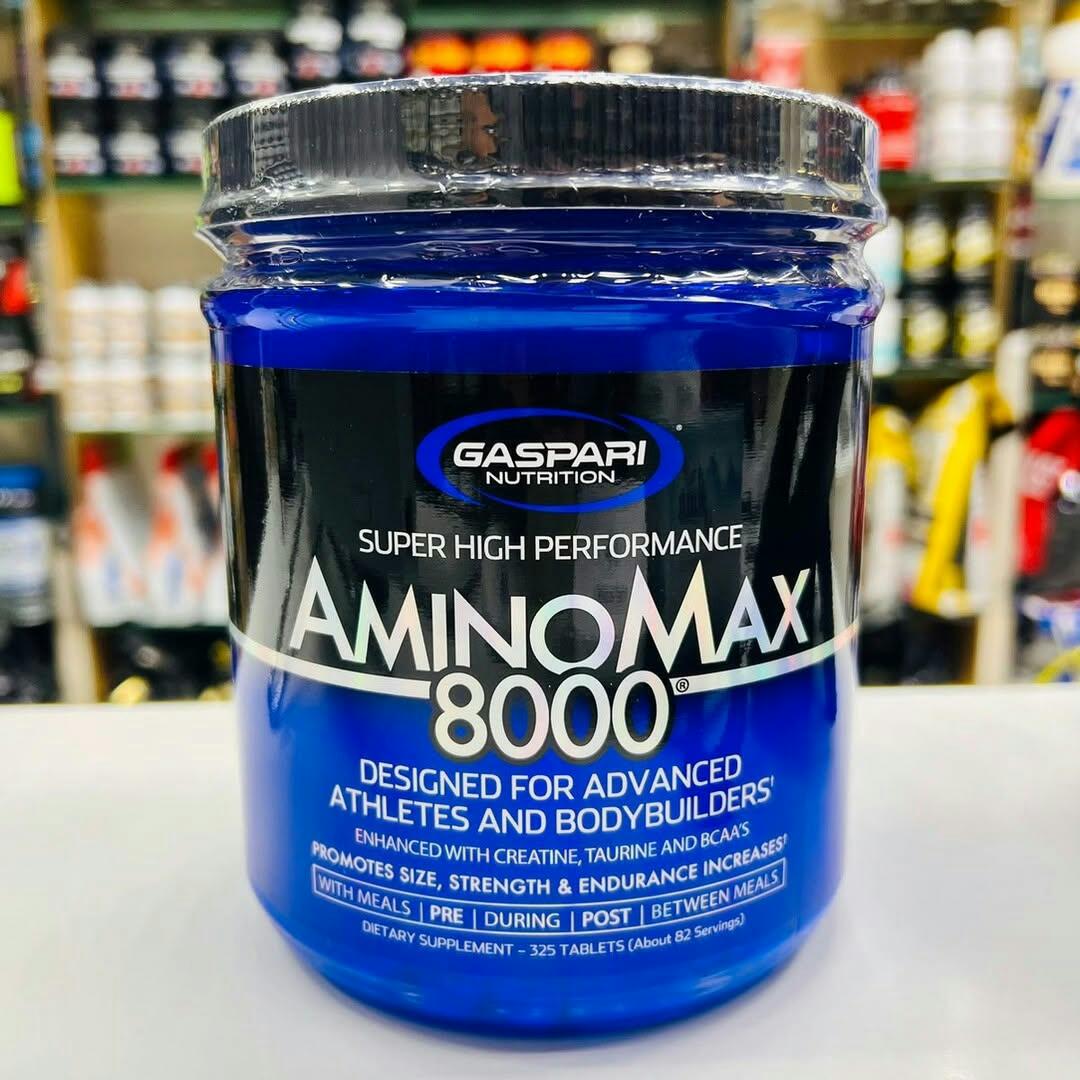 GASPARI
NUTRITION
SUPER HIGH PERFORMANCE
AMINOMAX
8000®
DESIGNED FOR ADVANCED
ATHLETES AND BODYBUILDERS†
ENHANCED WITH CREATINE, TAURINE AND BCAA'S
PROMOTES SIZE, STRENGTH & ENDURANCE INCREASES†
WITH MEALS | PRE | DURING | POST | BETWEEN MEALS
DIETARY SUPPLEMENT – 325 TABLETS (About 82 Servings)